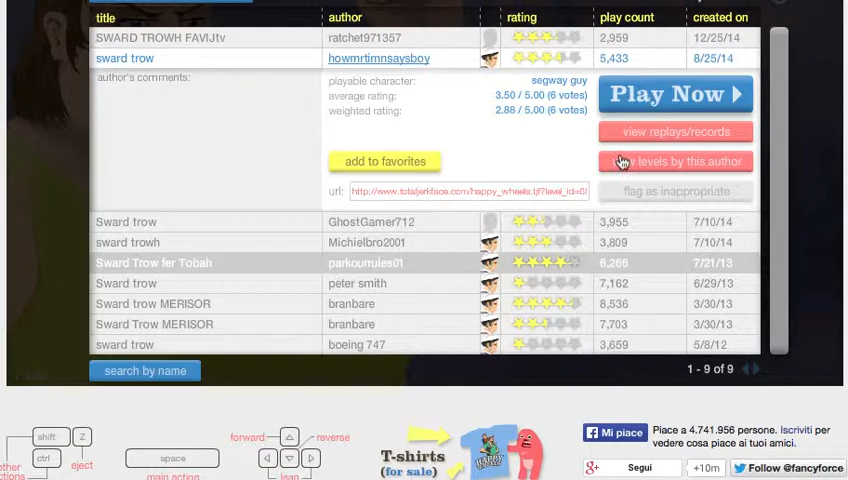 title author rating play count created on
SWARD TROWH FAVIJtv ratchet971357 2,959 12/25/14
sward trow howmrtimnsaysboy 5,433 8/25/14
author's comments: playable character: segway guy
average rating: 3.50 / 5.00 (6 votes)
weighted rating: 2.88 / 5.00 (6 votes)
Play Now
view replays/records
add to favorites levels by this author
url: http://www.totaljerkface.com/happy_wheels.tjf?level_id=5! flag as inappropriate
Sward trow GhostGamer712 3,955 7/10/14
sward trowh Michielbro2001 3,809 7/10/14
Sward Trow fer Tobah parkourrules01 6,266 7/21/13
Sward trow peter smith 7,162 6/29/13
Sward trow MERISOR branbare 8,536 3/30/13
Sward Trow MERISOR branbare 7,703 3/30/13
sward trow boeing 747 3,659 5/8/12
search by name 1 - 9 of 9
shift Z
ctrl eject
space
main action
forward reverse
lean
T-shirts
(for sale)
HAPPY WHEELS
Mi piace Piace a 4.741.956 persone. Iscriviti per
vedere cosa piace ai tuoi amici.
g+ Segui +10m Follow @fancyforce